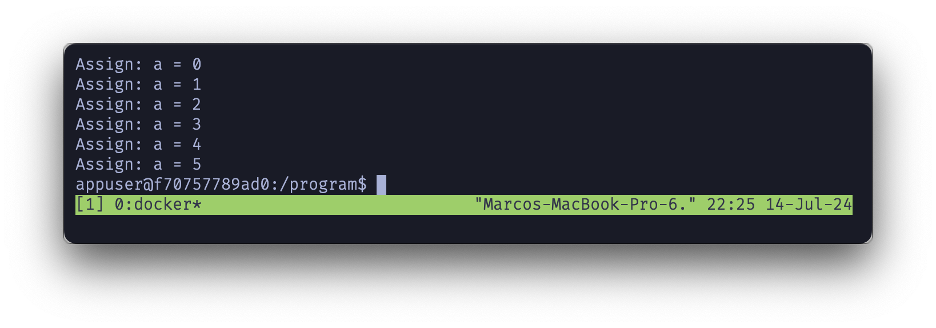 Assign: a = 0
Assign: a = 1
Assign: a = 2
Assign: a = 3
Assign: a = 4
Assign: a = 5
appuser@f70757789ad0:/program$
[1] 0:docker* "Marcos-MacBook-Pro-6." 22:25 14-Jul-24